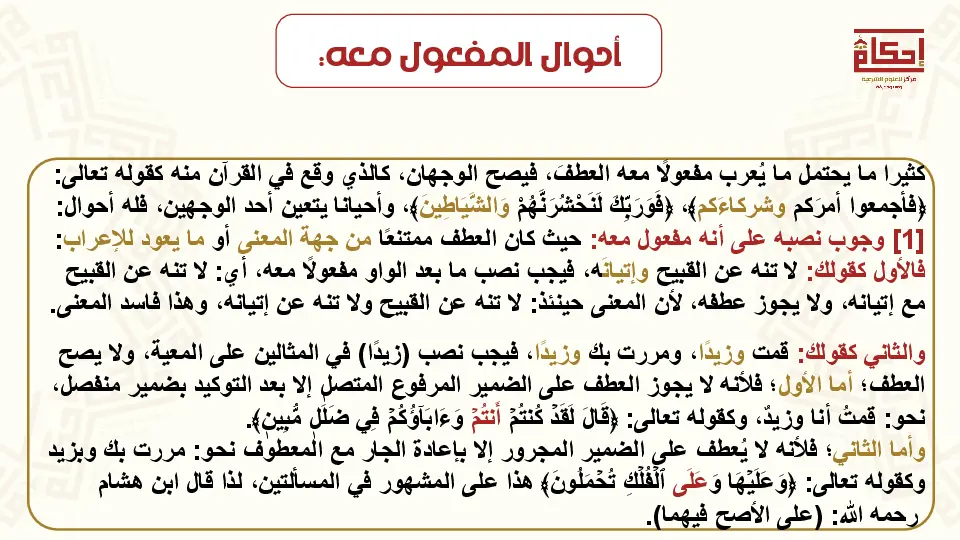 أحوال المفعول معه:
إحكام
مركز للعلوم الشرعية
كثيرا ما يحتمل ما يُعرب مفعولًا معه العطفَ، فيصح الوجهان، كالذي وقع في القرآن منه كقوله تعالى:
﴿فأجمعوا أمرَكم وشركاءَكم﴾، ﴿فَوَرَبِّكَ لَنَحْشُرَنَّهُمْ وَالشَّيَاطِينَ﴾، وأحيانا يتعين أحد الوجهين، فله أحوال:
[1] وجوب نصبه على أنه مفعول معه: حيث كان العطف ممتنعًا من جهة المعنى أو ما يعود للإعراب:
فالأول كقولك: لا تنه عن القبيح وإتيانَه، فيجب نصب ما بعد الواو مفعولًا معه، أي: لا تنه عن القبيح
مع إتيانه، ولا يجوز عطفه، لأن المعنى حينئذ: لا تنه عن القبيح ولا تنه عن إتيانه، وهذا فاسد المعنى.
والثاني كقولك: قمت وزيدًا، ومررت بك وزيدًا، فيجب نصب (زيدًا) في المثالين على المعية، ولا يصح
العطف؛ أما الأول؛ فلأنه لا يجوز العطف على الضمير المرفوع المتصل إلا بعد التوكيد بضمير منفصل،
نحو: قمتُ أنا وزيدٌ، وكقوله تعالى: ﴿قَالَ لَقَدۡ كُنتُمۡ أَنتُمۡ وَءَابَآؤُكُمۡ فِي ضَلَٰلٖ مُّبِينٖ﴾.
وأما الثاني؛ فلأنه لا يُعطف على الضمير المجرور إلا بإعادة الجار مع المعطوف نحو: مررت بك وبزيد
وكقوله تعالى: ﴿وَعَلَيۡهَا وَعَلَى ٱلۡفُلۡكِ تُحۡمَلُونَ﴾ هذا على المشهور في المسألتين، لذا قال ابن هشام
رحمه الله: (على الأصح فيهما).